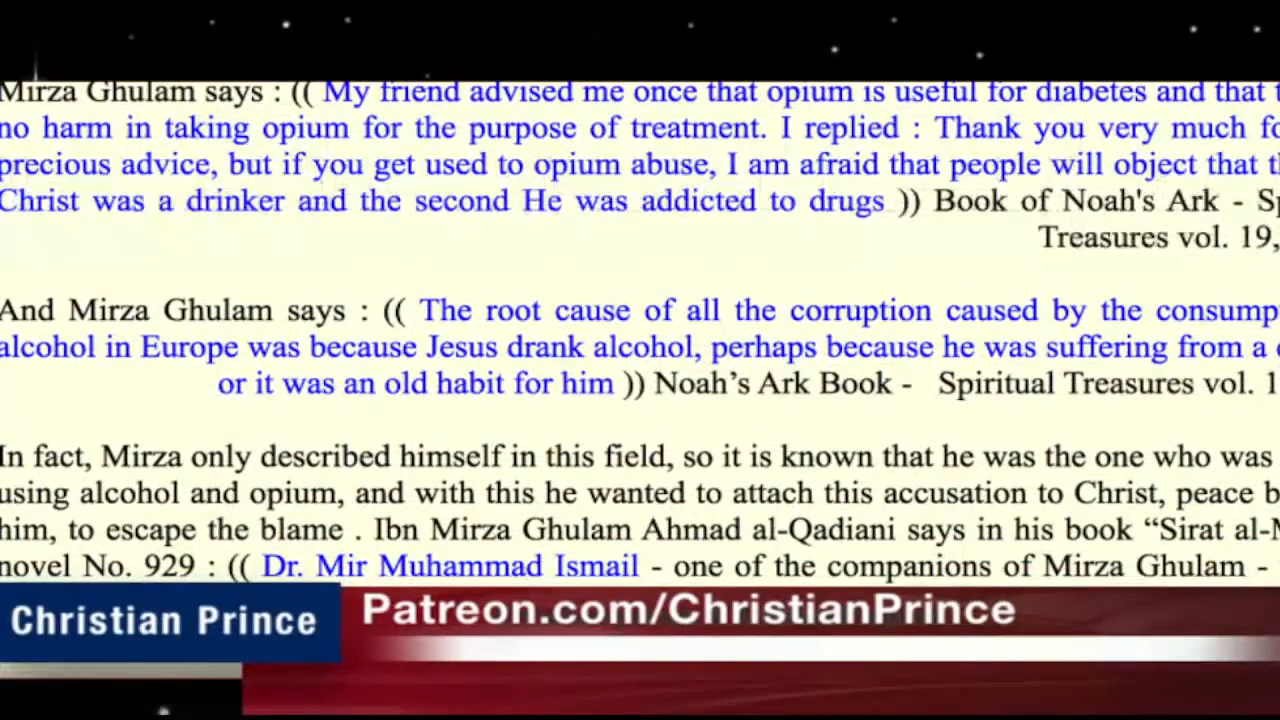 Mirza Ghulam says : (( My friend advised me once that opium is useful for diabetes and that
no harm in taking opium for the purpose of treatment. I replied : Thank you very much
precious advice, but if you get used to opium abuse, I am afraid that people will object that
Christ was a drinker and the second He was addicted to drugs )) Book of Noah's Ark -
Treasures vol. 19,
And Mirza Ghulam says : (( The root cause of all the corruption caused by the
alcohol in Europe was because Jesus drank alcohol, perhaps because he was suffering from a
or it was an old habit for him )) Noah’s Ark Book - Spiritual Treasures vol.
In fact, Mirza only described himself in this field, so it is known that he was the one who was
using alcohol and opium, and with this he wanted to attach this accusation to Christ, peace
him, to escape the blame . Ibn Mirza Ghulam Ahmad al-Qadiani says in his book “Sirat
novel No. 929 : (( Dr. Mir Muhammad Ismail - one of the companions of Mirza Ghulam -
Christian Prince
Patreon.com/ChristianPrince